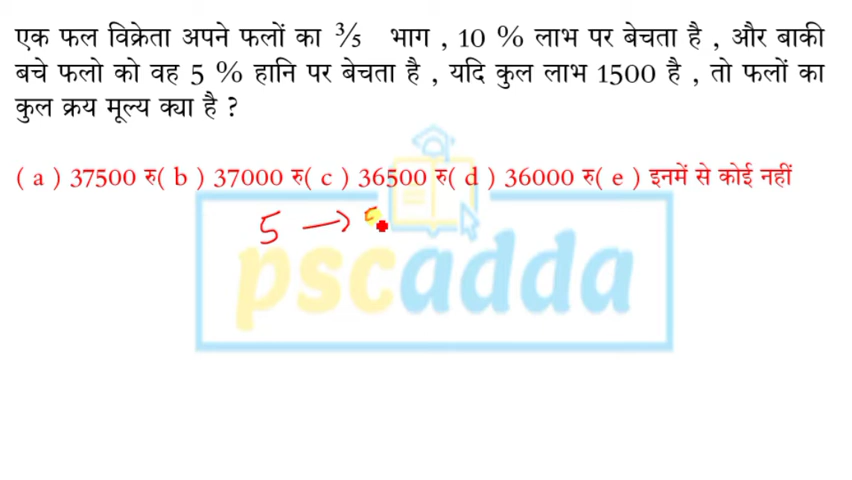 एक फल विक्रेता अपने फलों का ⅗ भाग , 10 % लाभ पर बेचता है , और बाकी
बचे फलो को वह 5 % हानि पर बेचता है , यदि कुल लाभ 1500 है , तो फलों का
कुल क्रय मूल्य क्या है ?
( a ) 37500 रु( b ) 37000 रु( c ) 36500 रु( d ) 36000 रु( e ) इनमें से कोई नहीं
5 →
pscadda